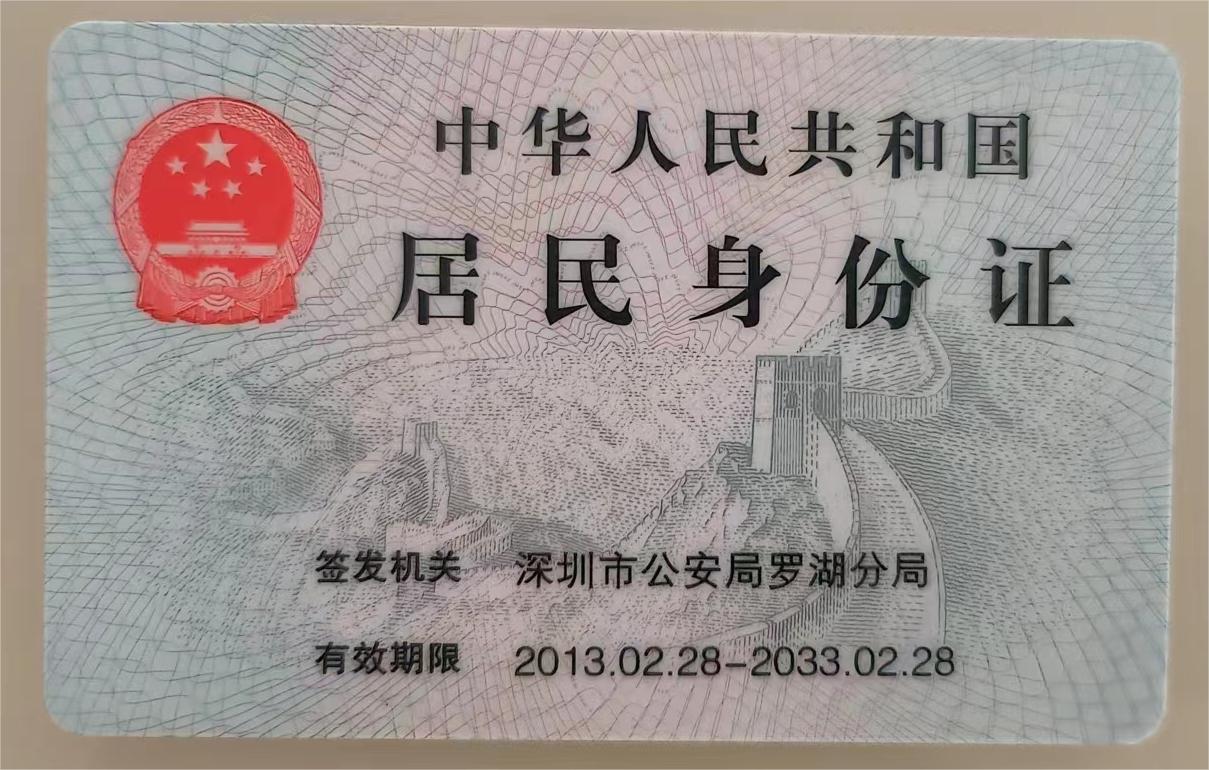 中华人民共和国
居民身份证
签发机关 深圳市公安局罗湖分局
有效期限 2013.02.28-2033.02.28